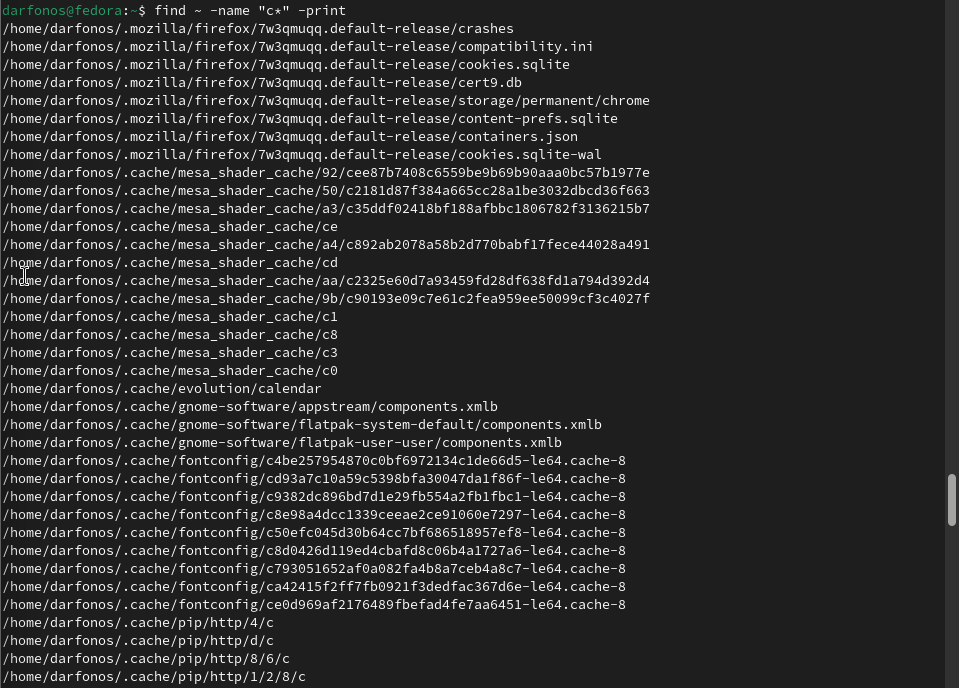 darfonos@fedora:~$ find ~ -name "c*" -print
/home/darfonos/.mozilla/firefox/7w3qmuqq.default-release/crashes
/home/darfonos/.mozilla/firefox/7w3qmuqq.default-release/compatibility.ini
/home/darfonos/.mozilla/firefox/7w3qmuqq.default-release/cookies.sqlite
/home/darfonos/.mozilla/firefox/7w3qmuqq.default-release/cert9.db
/home/darfonos/.mozilla/firefox/7w3qmuqq.default-release/storage/permanent/chrome
/home/darfonos/.mozilla/firefox/7w3qmuqq.default-release/content-prefs.sqlite
/home/darfonos/.mozilla/firefox/7w3qmuqq.default-release/containers.json
/home/darfonos/.mozilla/firefox/7w3qmuqq.default-release/cookies.sqlite-wal
/home/darfonos/.cache/mesa_shader_cache/92/cee87b7408c6559be9b69b90aaa0bc57b1977e
/home/darfonos/.cache/mesa_shader_cache/50/c2181d87f384a665cc28a1be3032dbcd36f663
/home/darfonos/.cache/mesa_shader_cache/a3/c35ddf02418bf188afbbc1806782f3136215b7
/home/darfonos/.cache/mesa_shader_cache/ce
/home/darfonos/.cache/mesa_shader_cache/a4/c892ab2078a58b2d770babf17fece44028a491
/home/darfonos/.cache/mesa_shader_cache/cd
/home/darfonos/.cache/mesa_shader_cache/aa/c2325e60d7a93459fd28df638fd1a794d392d4
/home/darfonos/.cache/mesa_shader_cache/9b/c90193e09c7e61c2fea959ee50099cf3c4027f
/home/darfonos/.cache/mesa_shader_cache/c1
/home/darfonos/.cache/mesa_shader_cache/c8
/home/darfonos/.cache/mesa_shader_cache/c3
/home/darfonos/.cache/mesa_shader_cache/c0
/home/darfonos/.cache/evolution/calendar
/home/darfonos/.cache/gnome-software/appstream/components.xmlb
/home/darfonos/.cache/gnome-software/flatpak-system-default/components.xmlb
/home/darfonos/.cache/gnome-software/flatpak-user-user/components.xmlb
/home/darfonos/.cache/fontconfig/c4be257954870c0bf6972134c1de66d5-le64.cache-8
/home/darfonos/.cache/fontconfig/cd93a7c10a59c5398bfa30047da1f86f-le64.cache-8
/home/darfonos/.cache/fontconfig/c9382dc896bd7d1e29fb554a2fb1fbc1-le64.cache-8
/home/darfonos/.cache/fontconfig/c8e98a4dcc1339ceeae2ce91060e7297-le64.cache-8
/home/darfonos/.cache/fontconfig/c50efc045d30b64cc7bf686518957ef8-le64.cache-8
/home/darfonos/.cache/fontconfig/c8d0426d119ed4cbafd8c06b4a1727a6-le64.cache-8
/home/darfonos/.cache/fontconfig/c793051652af0a082fa4b8a7ceb4a8c7-le64.cache-8
/home/darfonos/.cache/fontconfig/ca42415f2ff7fb0921f3dedfac367d6e-le64.cache-8
/home/darfonos/.cache/fontconfig/ce0d969af2176489fbefad4fe7aa6451-le64.cache-8
/home/darfonos/.cache/pip/http/4/c
/home/darfonos/.cache/pip/http/d/c
/home/darfonos/.cache/pip/http/8/6/c
/home/darfonos/.cache/pip/http/1/2/8/c